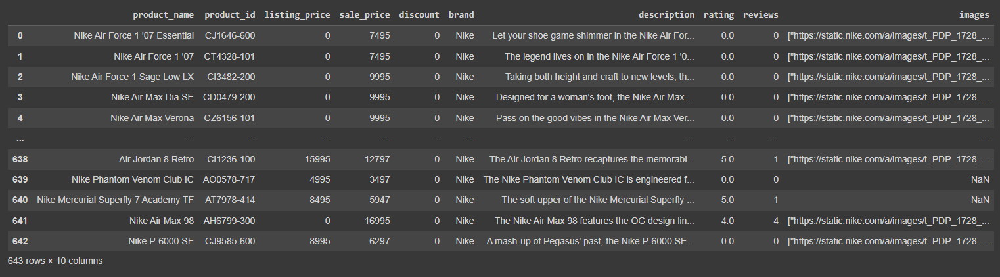 product_name product_id listing_price sale_price discount brand description rating reviews images
0 Nike Air Force 1 '07 Essential CJ1646-600 0 7495 0 Nike Let your shoe game shimmer in the Nike Air For... 0.0 0 ["https://static.nike.com/a/images/t_PDP_1728_...
1 Nike Air Force 1 '07 CT4328-101 0 7495 0 Nike The legend lives on in the Nike Air Force 1 '0... 0.0 0 ["https://static.nike.com/a/images/t_PDP_1728_...
2 Nike Air Force 1 Sage Low LX CI3482-200 0 9995 0 Nike Taking both height and craft to new levels, th... 0.0 0 ["https://static.nike.com/a/images/t_PDP_1728_...
3 Nike Air Max Dia SE CD0479-200 0 9995 0 Nike Designed for a woman's foot, the Nike Air Max ... 0.0 0 ["https://static.nike.com/a/images/t_PDP_1728_...
4 Nike Air Max Verona CZ6156-101 0 9995 0 Nike Pass on the good vibes in the Nike Air Max Ver... 0.0 0 ["https://static.nike.com/a/images/t_PDP_1728_...
... ... ... ... ... ... ... ... ... ... ...
638 Air Jordan 8 Retro CI1236-100 15995 12797 0 Nike The Air Jordan 8 Retro recaptures the memorabl... 5.0 1 ["https://static.nike.com/a/images/t_PDP_1728_...
639 Nike Phantom Venom Club IC AO0578-717 4995 3497 0 Nike The Nike Phantom Venom Club IC is engineered f... 0.0 0 NaN
640 Nike Mercurial Superfly 7 Academy TF AT7978-414 8495 5947 0 Nike The soft upper of the Nike Mercurial Superfly ... 5.0 1 NaN
641 Nike Air Max 98 AH6799-300 0 16995 0 Nike The Nike Air Max 98 features the OG design lin... 4.0 4 ["https://static.nike.com/a/images/t_PDP_1728_...
642 Nike P-6000 SE CJ9585-600 8995 6297 0 Nike A mash-up of Pegasus' past, the Nike P-6000 SE... 0.0 0 ["https://static.nike.com/a/images/t_PDP_1728_...
643 rows × 10 columns